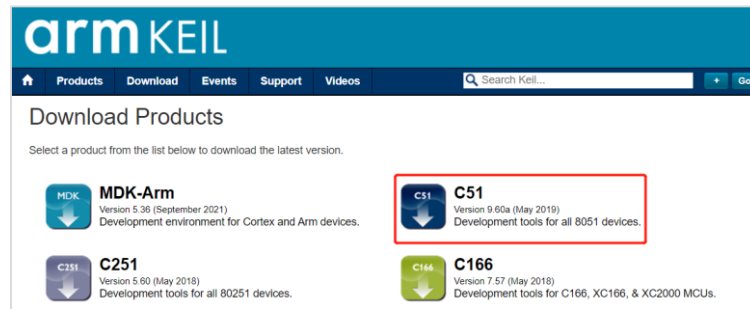 arm KEIL
Products Download Events Support Videos Search Keil... +
Download Products
Select a product from the list below to download the latest version.
MDK
MDK-Arm
Version 5.36 (September 2021)
Development environment for Cortex and Arm devices.
C51
C51
Version 9.60a (May 2019)
Development tools for all 8051 devices.
C251
C251
Version 5.60 (May 2018)
Development tools for all 80251 devices.
C166
C166
Version 7.57 (May 2018)
Development tools for C166, XC166, & XC2000 MCUs.